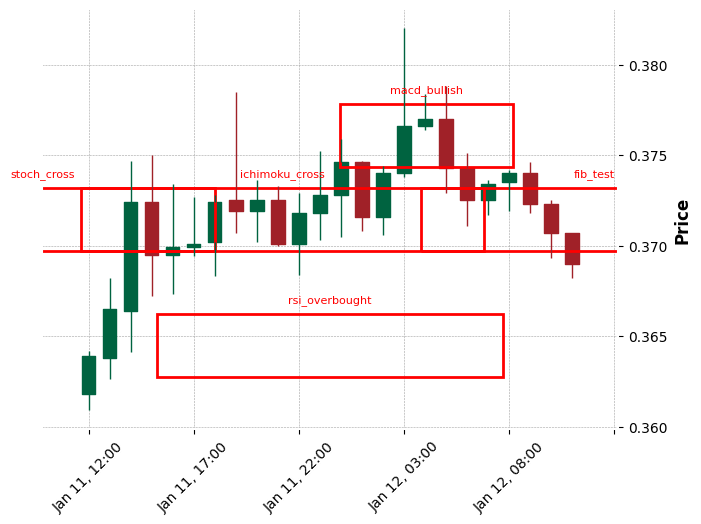 0.380
macd_bullish
0.375
stoch_cross
ichimoku_cross
fib_test
0.370
Price
rsi_overbought
0.365
0.360
Jan 11, 12:00
Jan 11, 17:00
Jan 11, 22:00
Jan 12, 03:00
Jan 12, 08:00